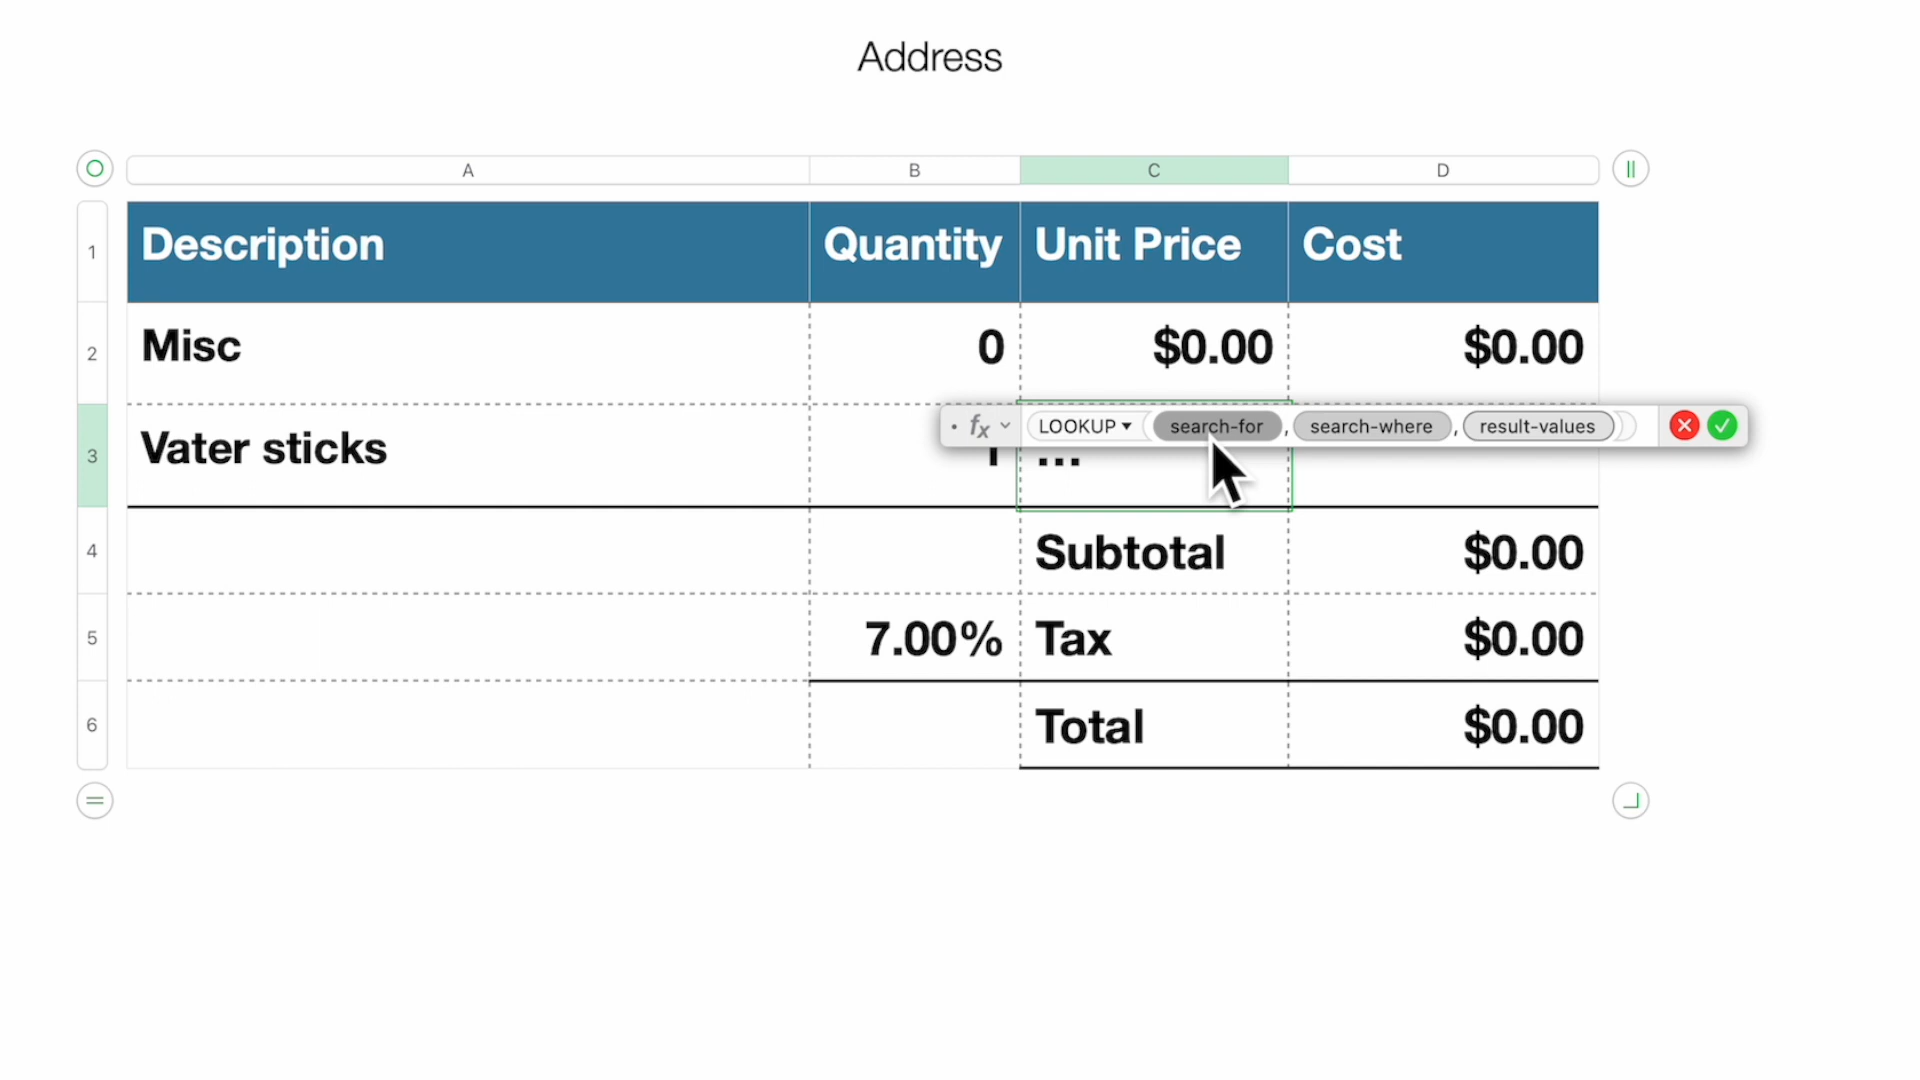 Address
A B C D
1 Description Quantity Unit Price Cost
2 Misc 0 $0.00 $0.00
fx LOOKUP search-for , search-where , result-values
3 Vater sticks 1 ...
4 Subtotal $0.00
5 7.00% Tax $0.00
6 Total $0.00